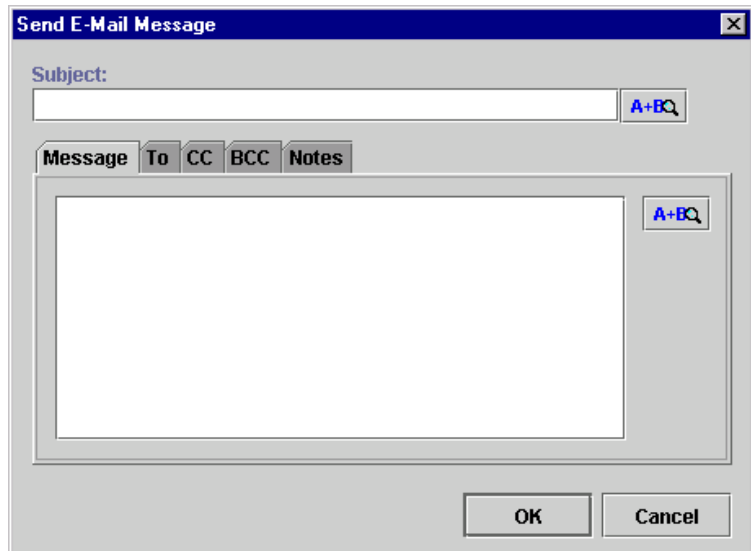 Send E-Mail Message
Subject:
A+B
Message To CC BCC Notes
A+B
OK Cancel